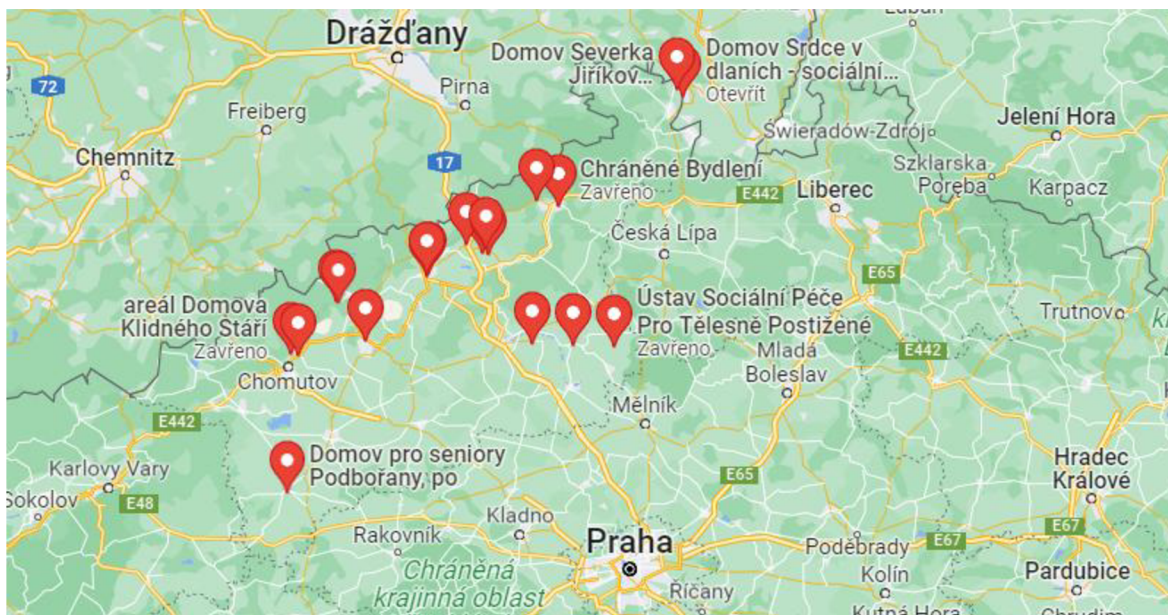 Drážďany
Domov Severka
Jiříkov...
Domov Srdce v
dlaních - sociální...
Otevřít
72
Pirna
Freiberg
Świeradów-Zdrój
Jelení Hora
Chemnitz
17
Chráněné Bydlení
Zavřeno
E442
Liberec
Szklarska
Poręba
Karpacz
Česká Lípa
E65
areál Domova
Klidného Stáří
Zavřeno
Ústav Sociální Péče
Pro Tělesně Postižené
Zavřeno
Trutnov
Chomutov
Mladá
Boleslav
E442
E442
Mělník
Karlovy Vary
Domov pro seniory
Podbořany, po
E65
Hradec
Králové
Sokolov
E48
Rakovník
Kladno
Praha
Poděbrady
E67
E67
Chráněná
krajinná oblast
Říčany
Kolín
Pardubice
Kutná Hora